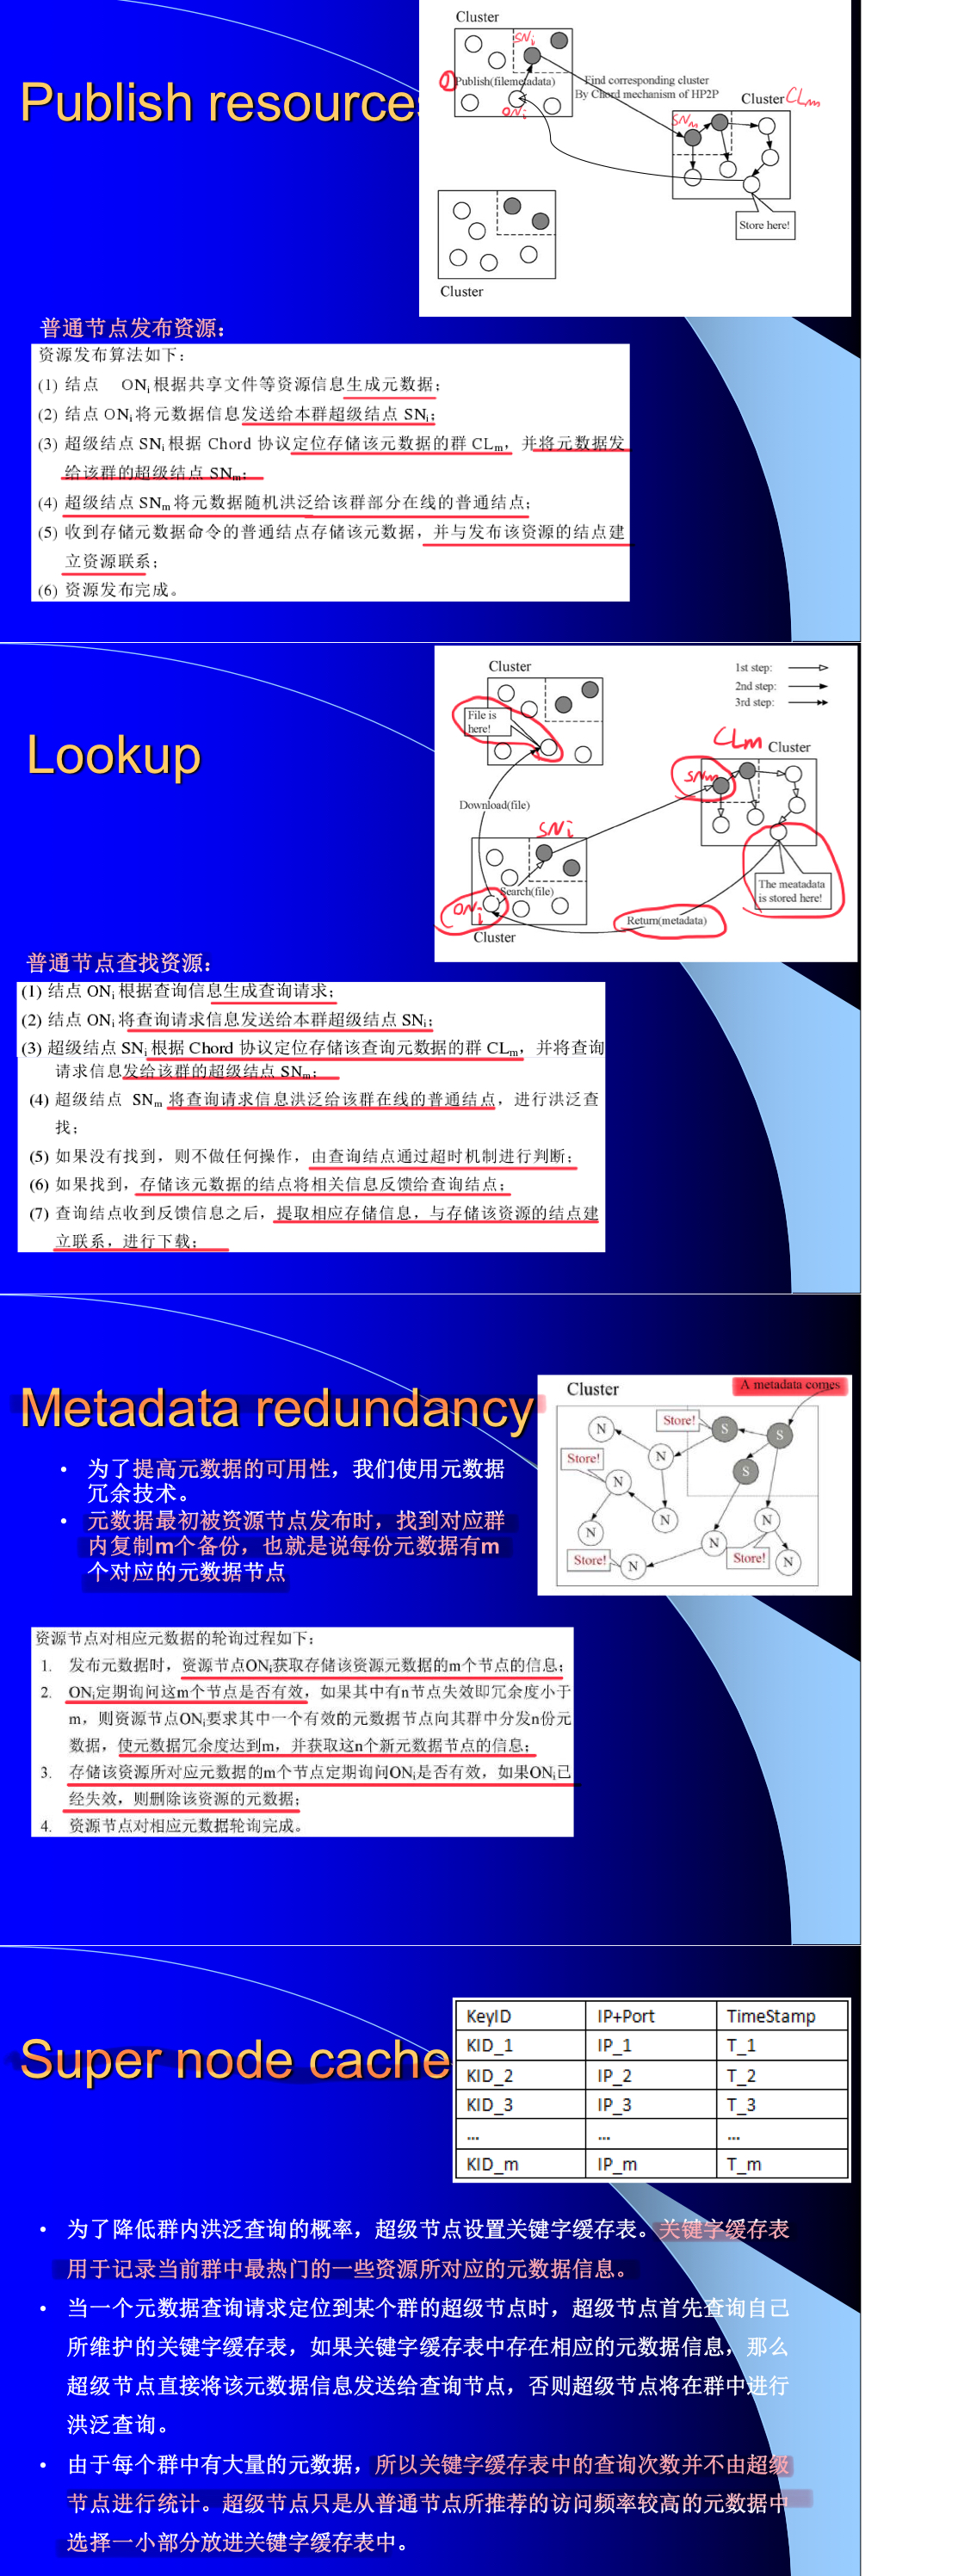 Publish resources
Cluster
SNi
①
Publish(filemetadata)
ONi
Find corresponding cluster
By Chord mechanism of HP2P
Cluster CLm
SNm
Store here!
Cluster
普通节点发布资源：
资源发布算法如下：
(1) 结点 ONi 根据共享文件等资源信息生成元数据；
(2) 结点 ONi 将元数据信息发送给本群超级结点 SNi；
(3) 超级结点 SNi 根据 Chord 协议定位存储该元数据的群 CLm，并将元数据发
给该群的超级结点 SNm；
(4) 超级结点 SNm 将元数据随机洪泛给该群部分在线的普通结点；
(5) 收到存储元数据命令的普通结点存储该元数据，并与发布该资源的结点建
立资源联系；
(6) 资源发布完成。
Lookup
Cluster
1st step:
2nd step:
3rd step:
File is
here!
CLm Cluster
SNm
Download(file)
SNi
Search(file)
ONi
The meatadata
is stored here!
Return(metadata)
Cluster
普通节点查找资源：
(1) 结点 ONi 根据查询信息生成查询请求；
(2) 结点 ONi 将查询请求信息发送给本群超级结点 SNi；
(3) 超级结点 SNi 根据 Chord 协议定位存储该查询元数据的群 CLm，并将查询
请求信息发给该群的超级结点 SNm；
(4) 超级结点 SNm 将查询请求信息洪泛给该群在线的普通结点，进行洪泛查
找；
(5) 如果没有找到，则不做任何操作，由查询结点通过超时机制进行判断；
(6) 如果找到，存储该元数据的结点将相关信息反馈给查询结点；
(7) 查询结点收到反馈信息之后，提取相应存储信息，与存储该资源的结点建
立联系，进行下载；
Metadata redundancy
Cluster
A metadata comes
Store!
S
S
N
N
Store!
S
N
N
N
N
N
Store!
N
Store!
N
• 为了提高元数据的可用性，我们使用元数据
冗余技术。
• 元数据最初被资源节点发布时，找到对应群
内复制m个备份，也就是说每份元数据有m
个对应的元数据节点
资源节点对相应元数据的轮询过程如下：
1. 发布元数据时，资源节点ONi获取存储该资源元数据的m个节点的信息；
2. ONi定期询问这m个节点是否有效，如果其中有n节点失效即冗余度小于
m，则资源节点ONi要求其中一个有效的元数据节点向其群中分发n份元
数据，使元数据冗余度达到m，并获取这n个新元数据节点的信息；
3. 存储该资源所对应元数据的m个节点定期询问ONi是否有效，如果ONi已
经失效，则删除该资源的元数据；
4. 资源节点对相应元数据轮询完成。
Super node cache
KeyID IP+Port TimeStamp
KID_1 IP_1 T_1
KID_2 IP_2 T_2
KID_3 IP_3 T_3
... ... ...
KID_m IP_m T_m
• 为了降低群内洪泛查询的概率，超级节点设置关键字缓存表。关键字缓存表
用于记录当前群中最热门的一些资源所对应的元数据信息。
• 当一个元数据查询请求定位到某个群的超级节点时，超级节点首先查询自己
所维护的关键字缓存表，如果关键字缓存表中存在相应的元数据信息，那么
超级节点直接将该元数据信息发送给查询节点，否则超级节点将在群中进行
洪泛查询。
• 由于每个群中有大量的元数据，所以关键字缓存表中的查询次数并不由超级
节点进行统计。超级节点只是从普通节点所推荐的访问频率较高的元数据中
选择一小部分放进关键字缓存表中。